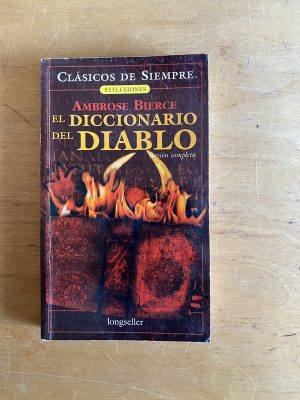 CLÁSICOS DE SIEMPRE
REFLEXIONES
AMBROSE BIERCE
EL DICCIONARIO
DEL DIABLO
versión completa
longseller